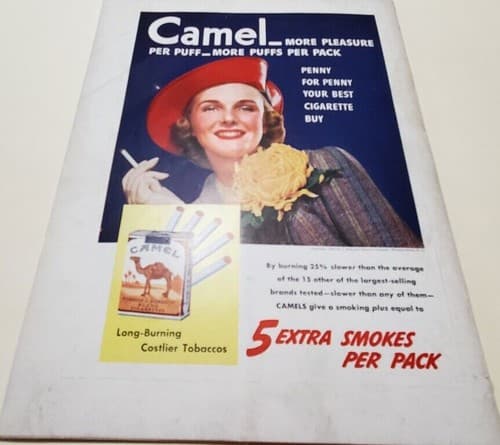 Camel— MORE PLEASURE
PER PUFF—MORE PUFFS PER PACK
PENNY
FOR PENNY
YOUR BEST
CIGARETTE
BUY
CAMEL
By burning 25% slower than the average
of the 15 other of the largest-selling
brands tested—slower than any of them—
CAMELS give a smoking plus equal to
Long-Burning
Costlier Tobaccos
5 EXTRA SMOKES
PER PACK